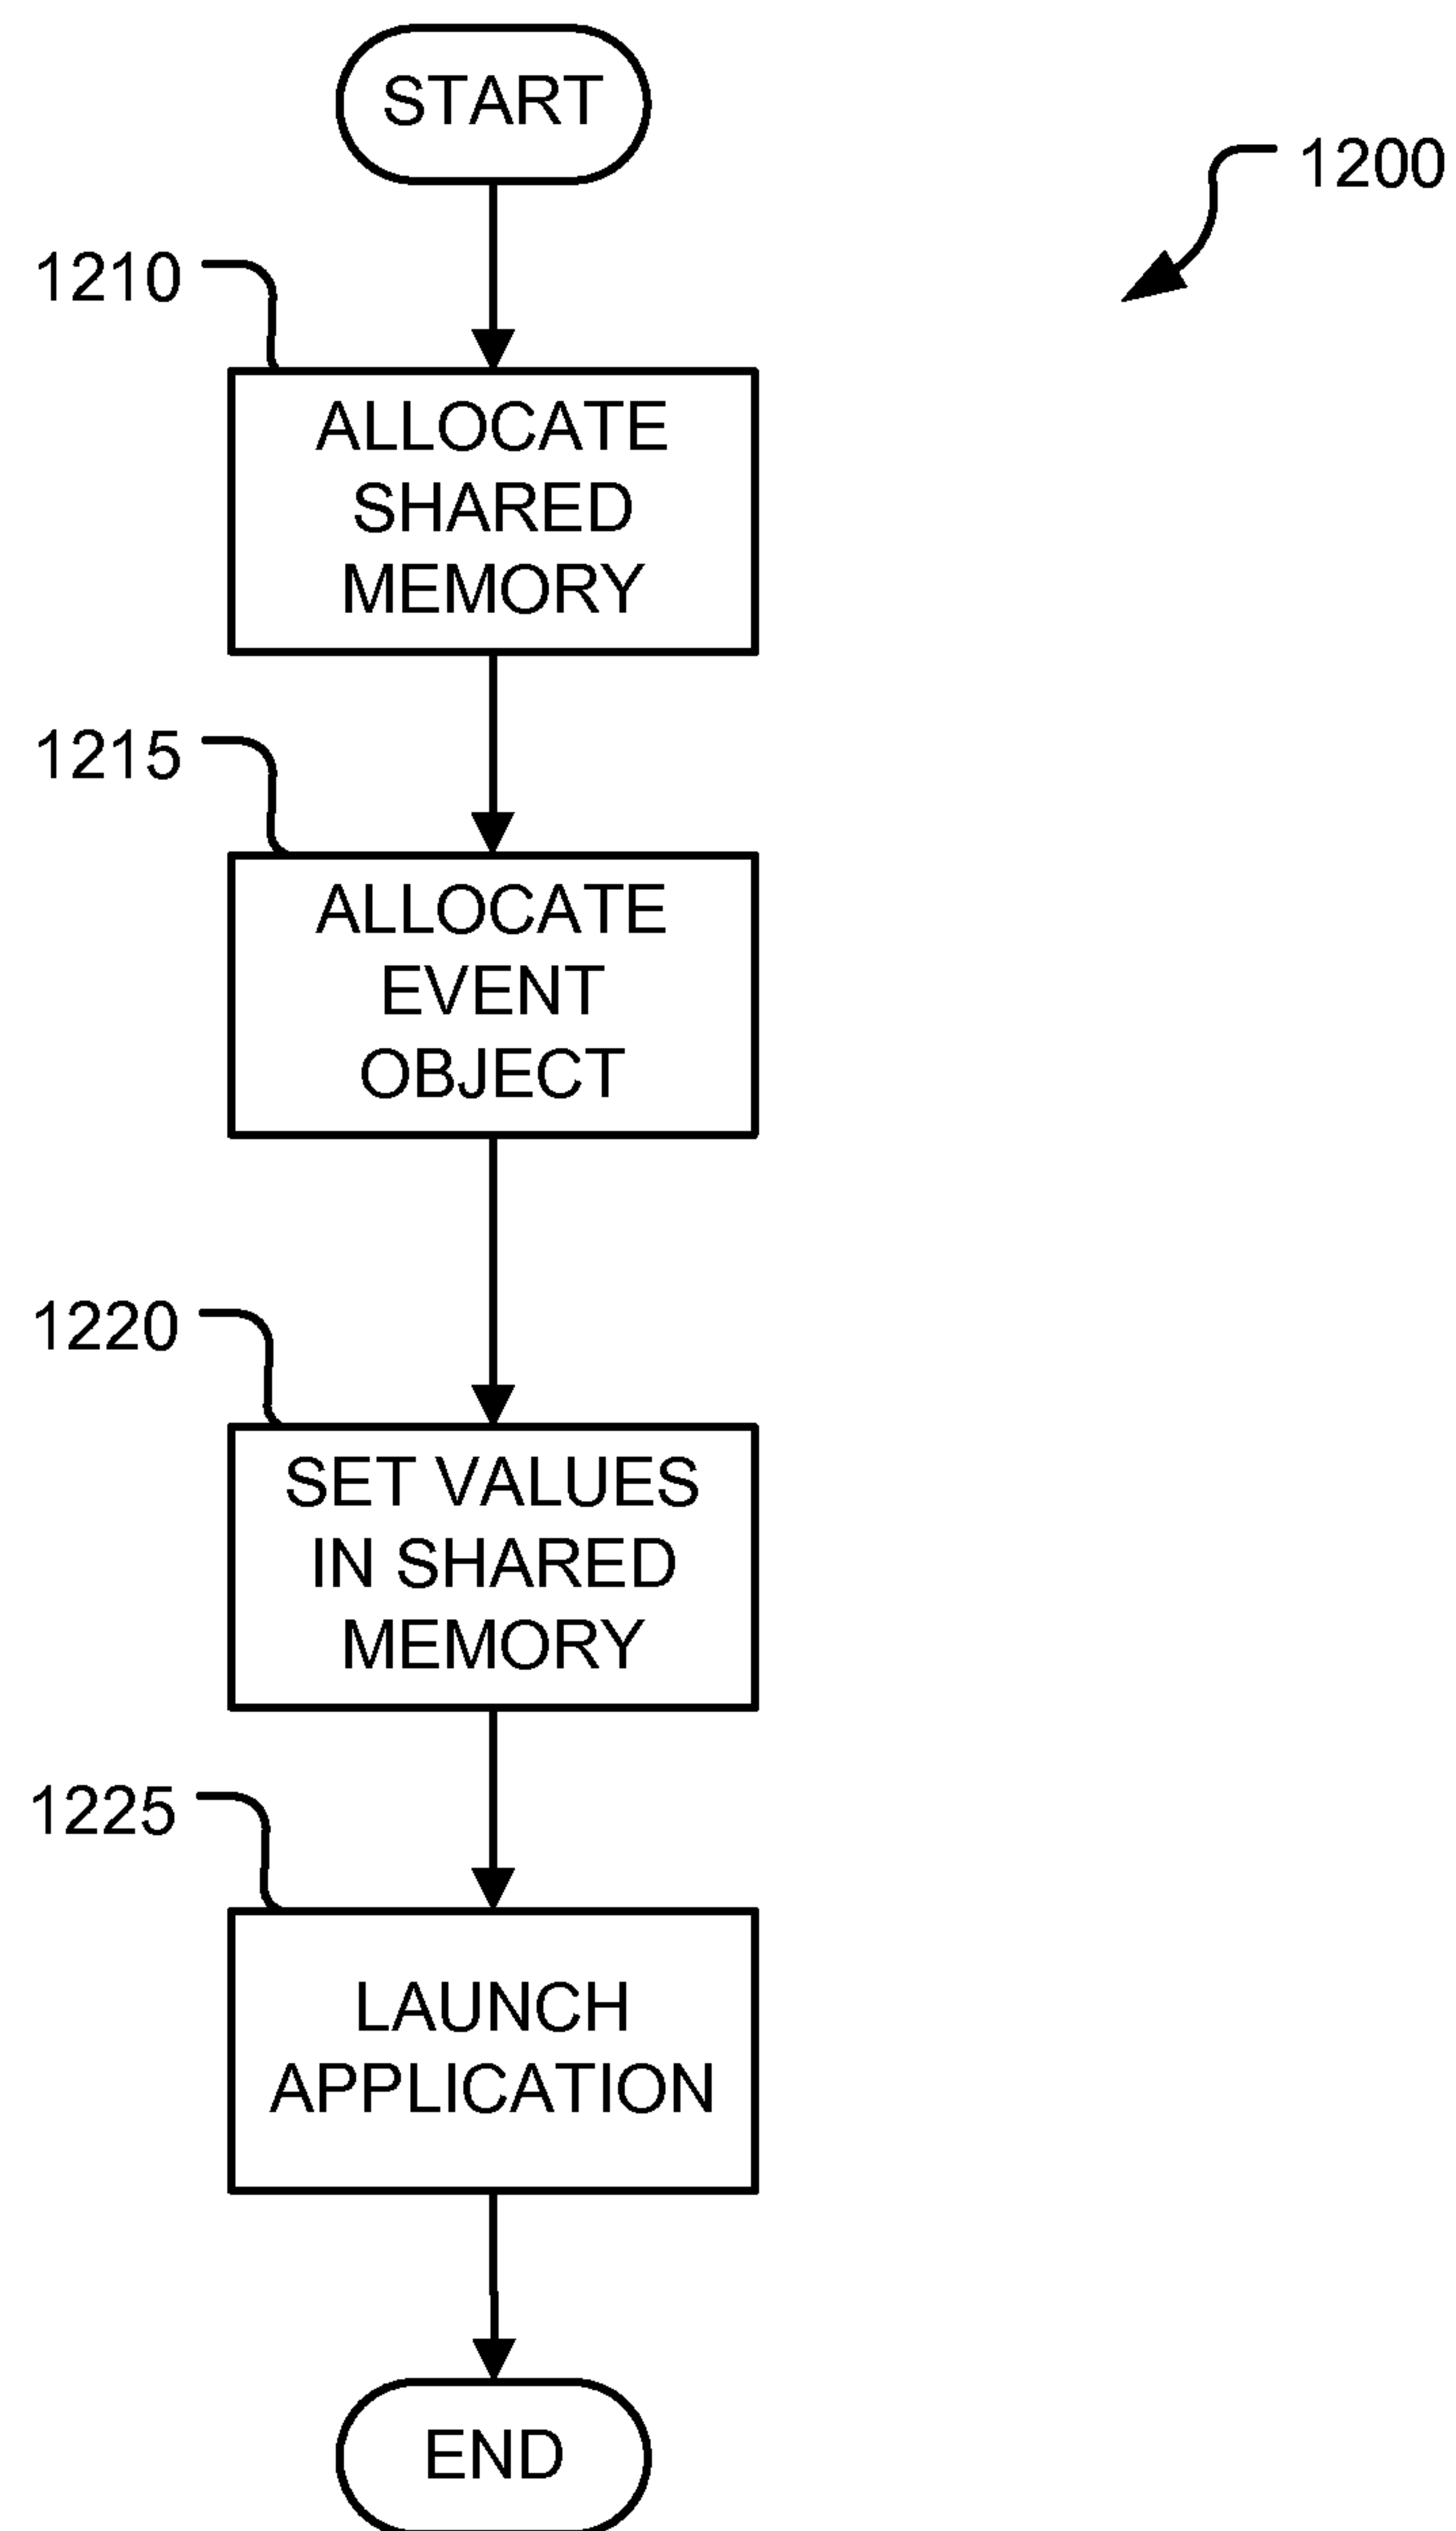 START
1200
1210
ALLOCATE
SHARED
MEMORY
1215
ALLOCATE
EVENT
OBJECT
1220
SET VALUES
IN SHARED
MEMORY
1225
LAUNCH
APPLICATION
END